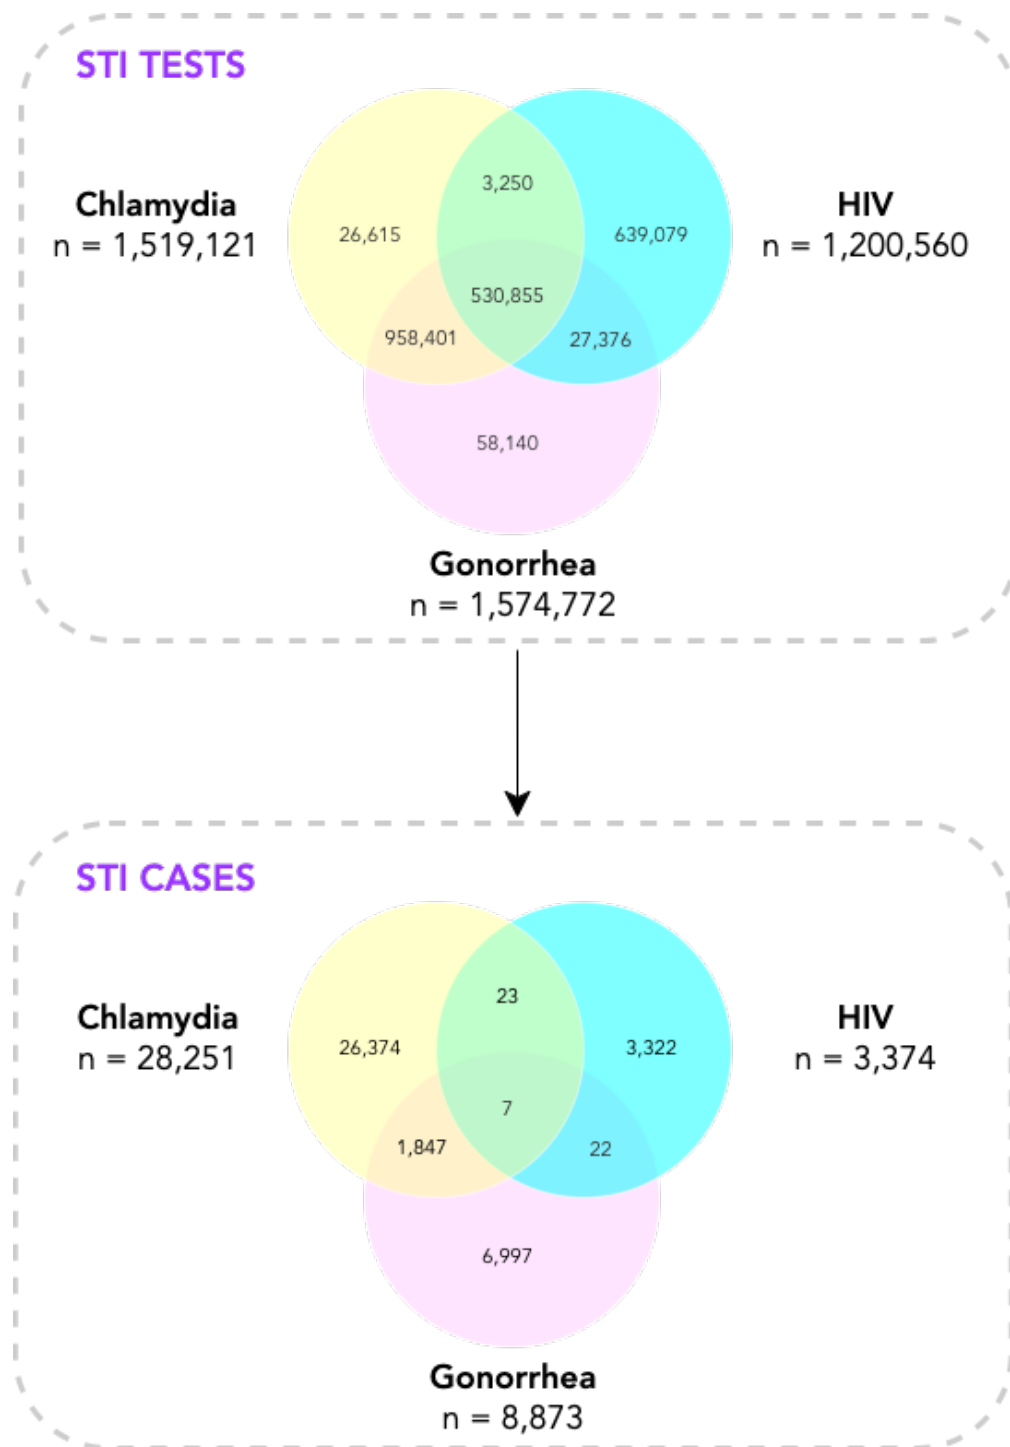 STI TESTS
Chlamydia
n = 1,519,121
HIV
n = 1,200,560
3,250
26,615
639,079
530,855
958,401
27,376
58,140
Gonorrhea
n = 1,574,772
STI CASES
Chlamydia
n = 28,251
HIV
n = 3,374
23
26,374
3,322
7
1,847
22
6,997
Gonorrhea
n = 8,873